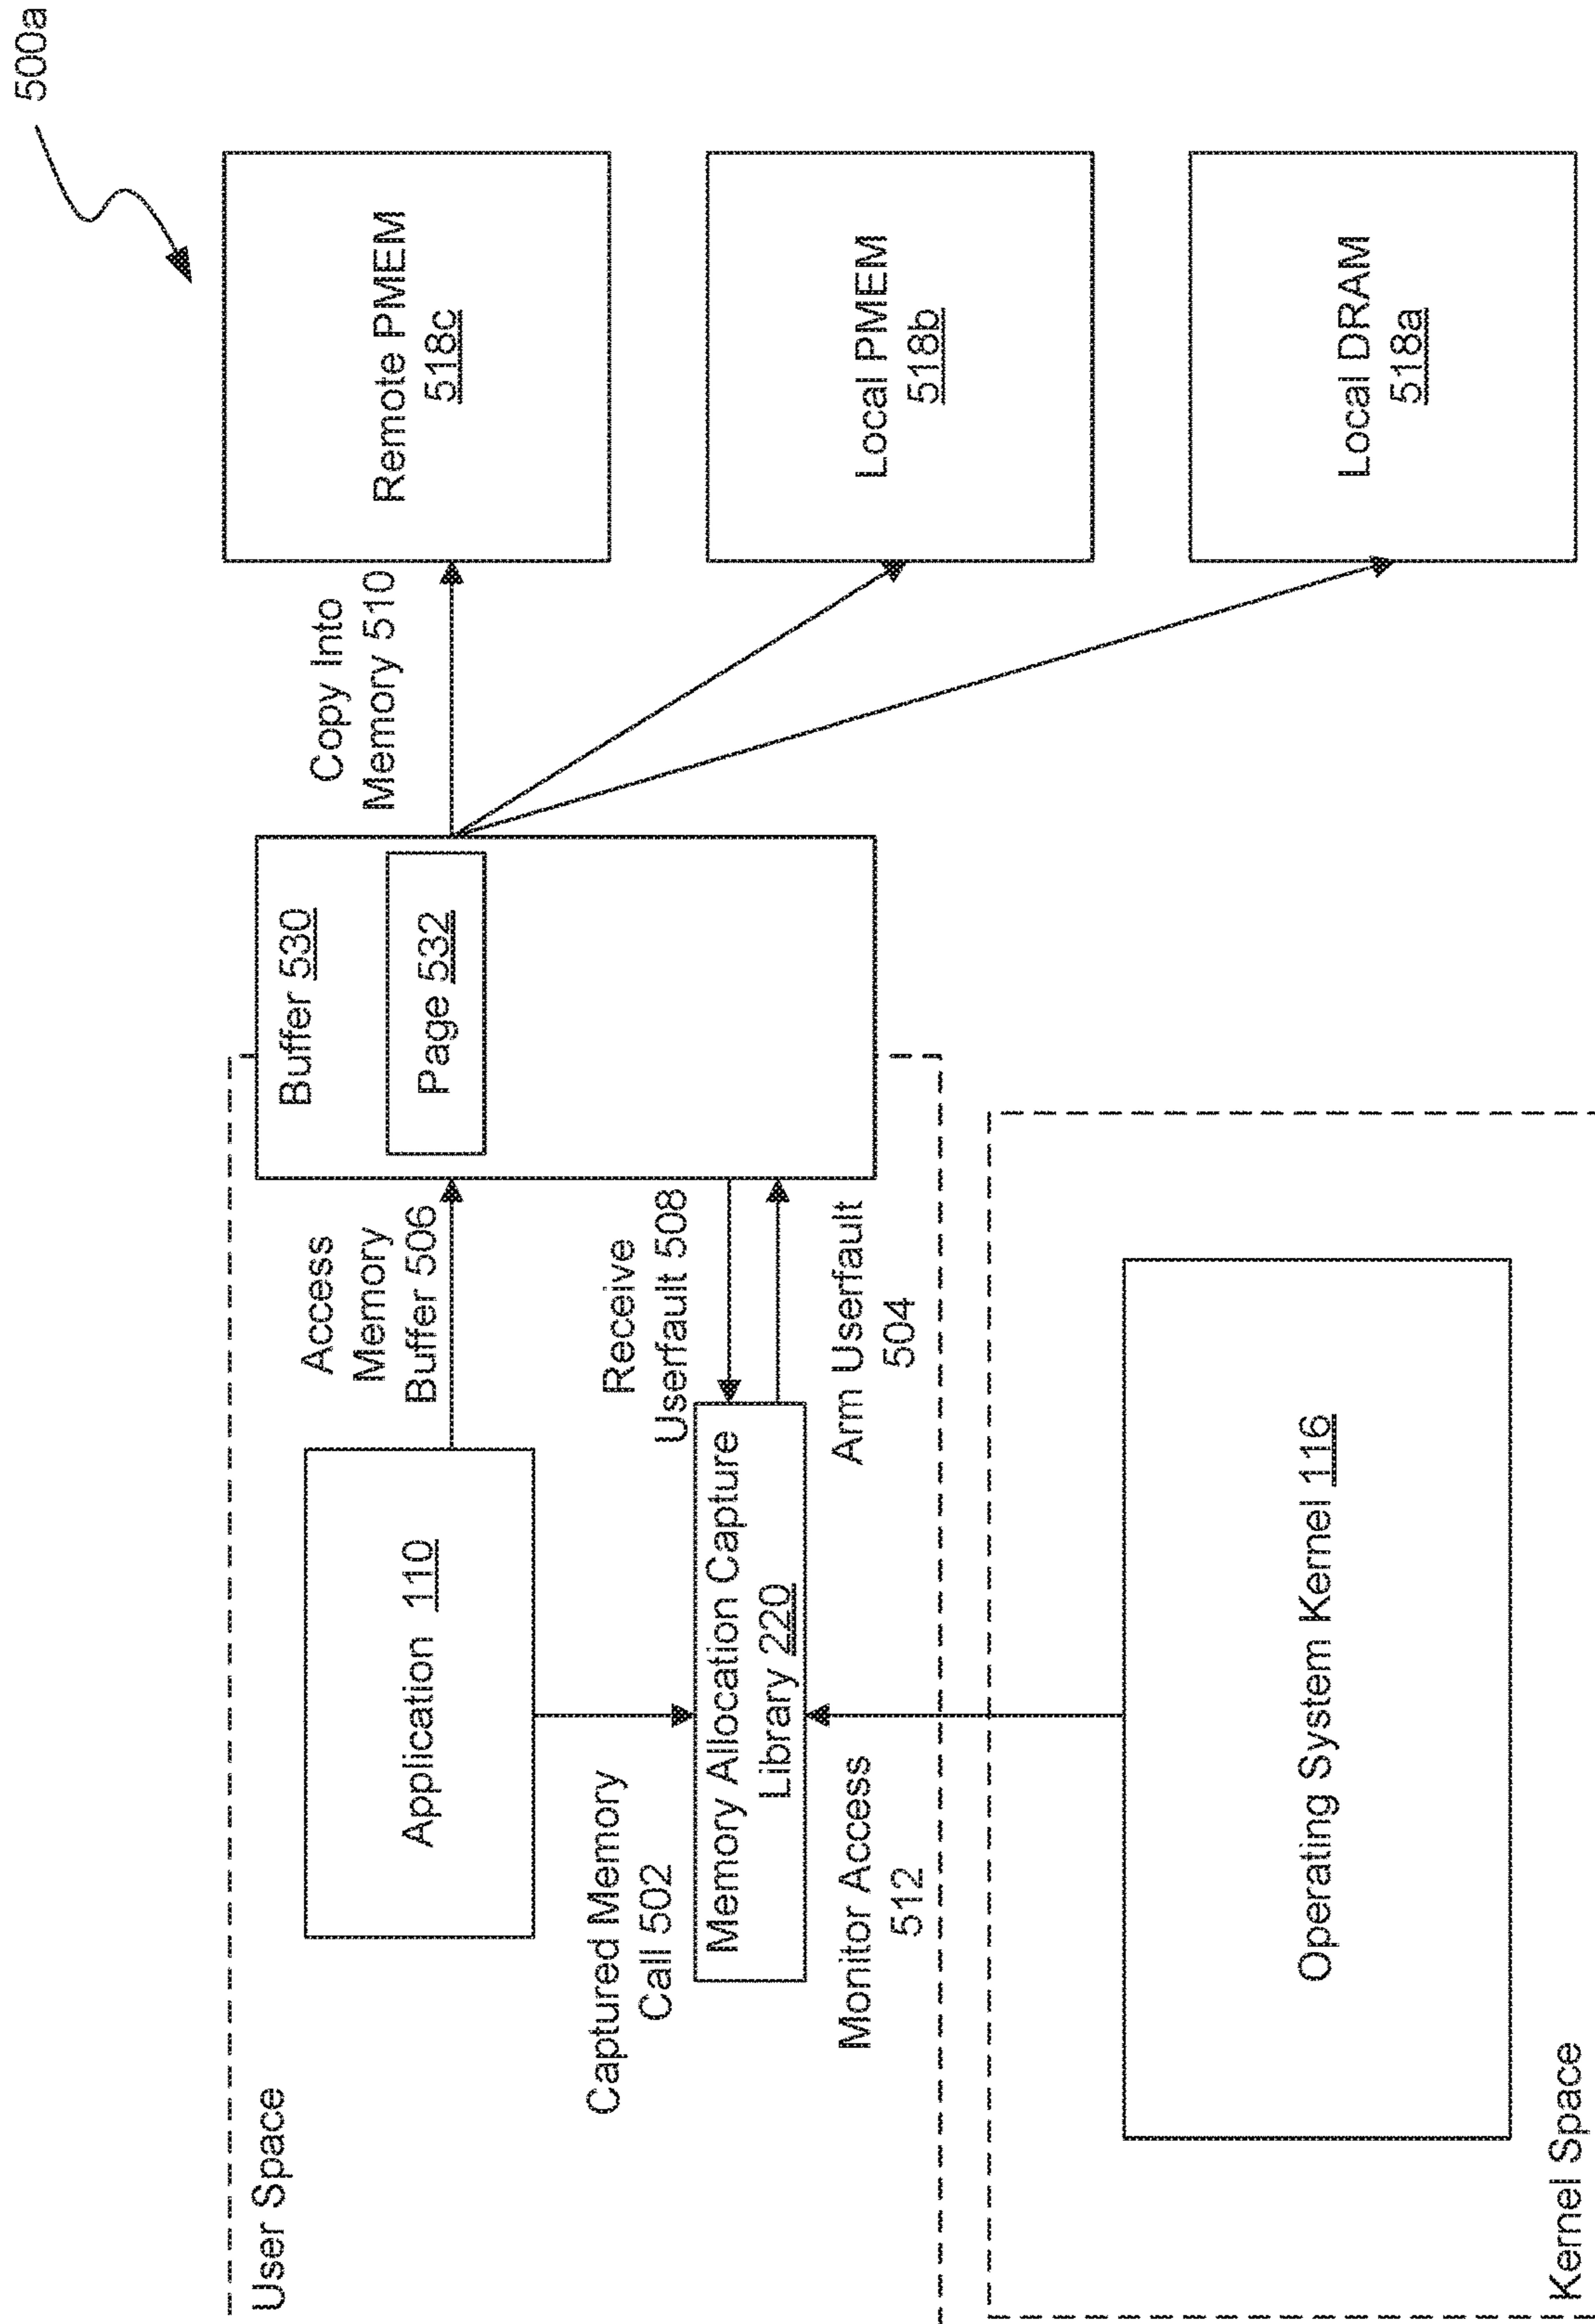 500a
User Space
Application 110
Access
Memory
Buffer 506
Buffer 530
Page 532
Copy Into
Memory 510
Remote PMEM
518c
Captured Memory
Call 502
Receive
Userfault 508
Memory Allocation Capture
Library 220
Local PMEM
518b
Monitor Access
512
Arm Userfault
504
Local DRAM
518a
Operating System Kernel 116
Kernel Space